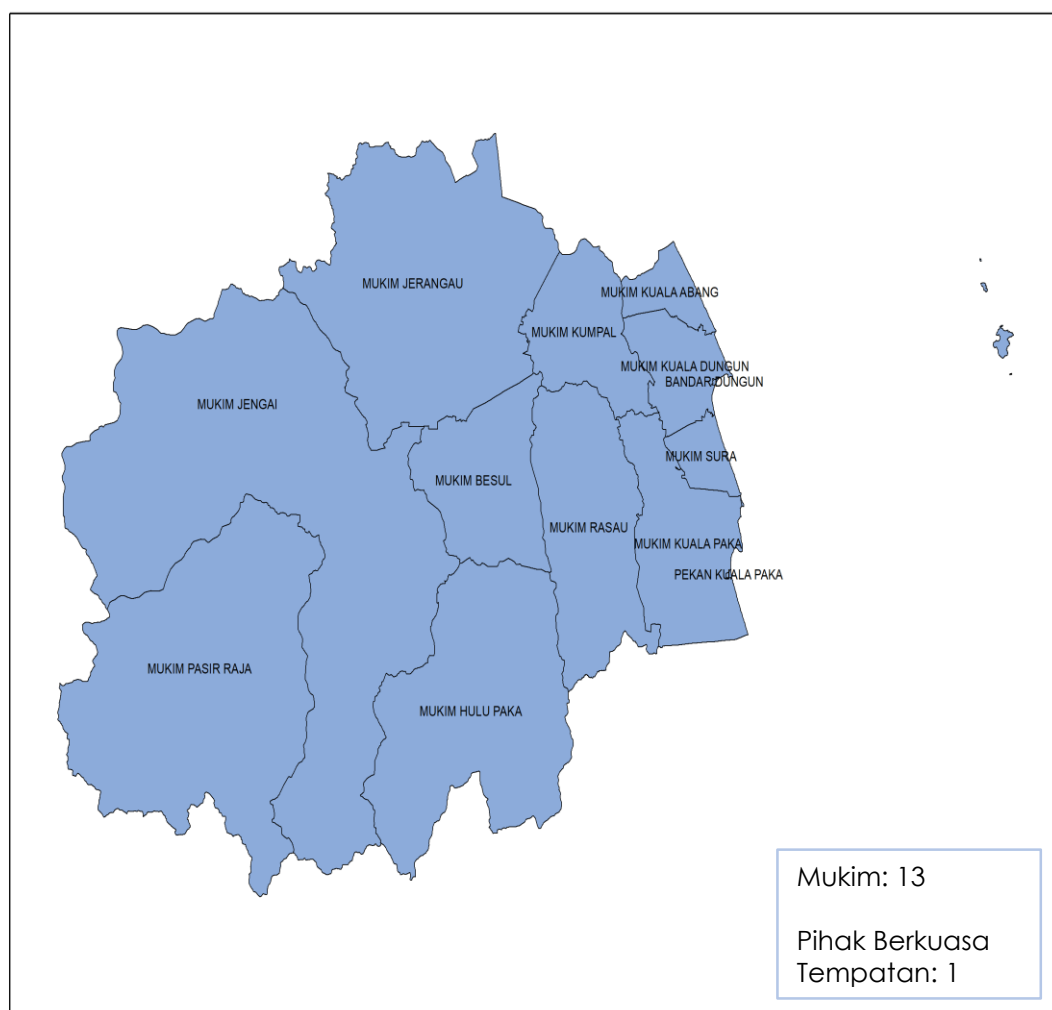 MUKIM JERANGAU
MUKIM KUALA ABANG
MUKIM KUMPAL
MUKIM KUALA DUNGUN
BANDAR DUNGUN
MUKIM JENGAI
MUKIM SURA
MUKIM BESUL
MUKIM RASAU
MUKIM KUALA PAKA
PEKAN KUALA PAKA
MUKIM PASIR RAJA
MUKIM HULU PAKA
Mukim: 13
Pihak Berkuasa
Tempatan: 1